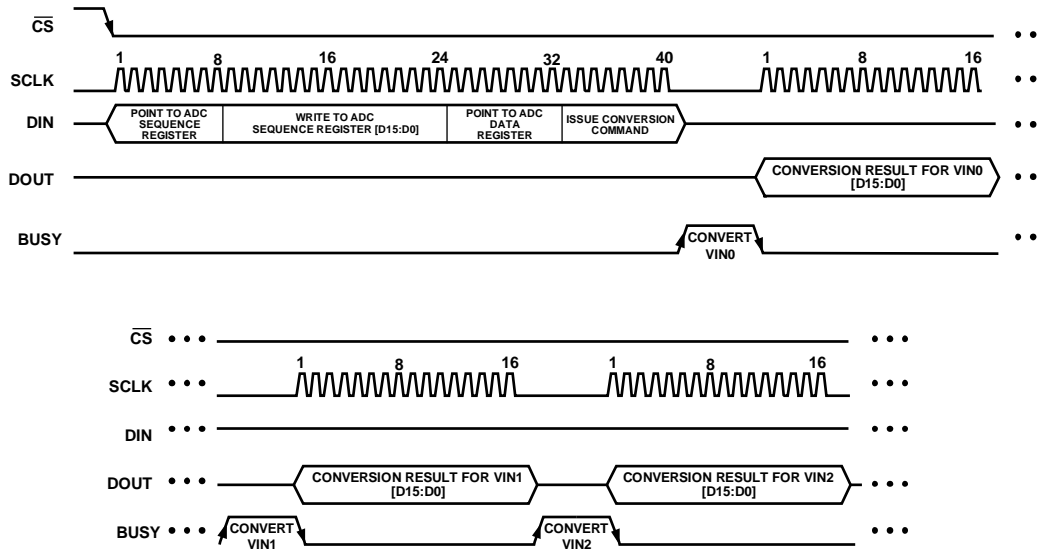 CS
1 8 16 24 32 40 1 8 16
SCLK
DIN
POINT TO ADC
SEQUENCE
REGISTER
WRITE TO ADC
SEQUENCE REGISTER [D15:D0]
POINT TO ADC
DATA
REGISTER
ISSUE CONVERSION
COMMAND
DOUT
CONVERSION RESULT FOR VIN0
[D15:D0]
BUSY
CONVERT
VIN0
CS
1 8 16 1 8 16
SCLK
DIN
DOUT
CONVERSION RESULT FOR VIN1
[D15:D0]
CONVERSION RESULT FOR VIN2
[D15:D0]
BUSY
CONVERT
VIN1
CONVERT
VIN2